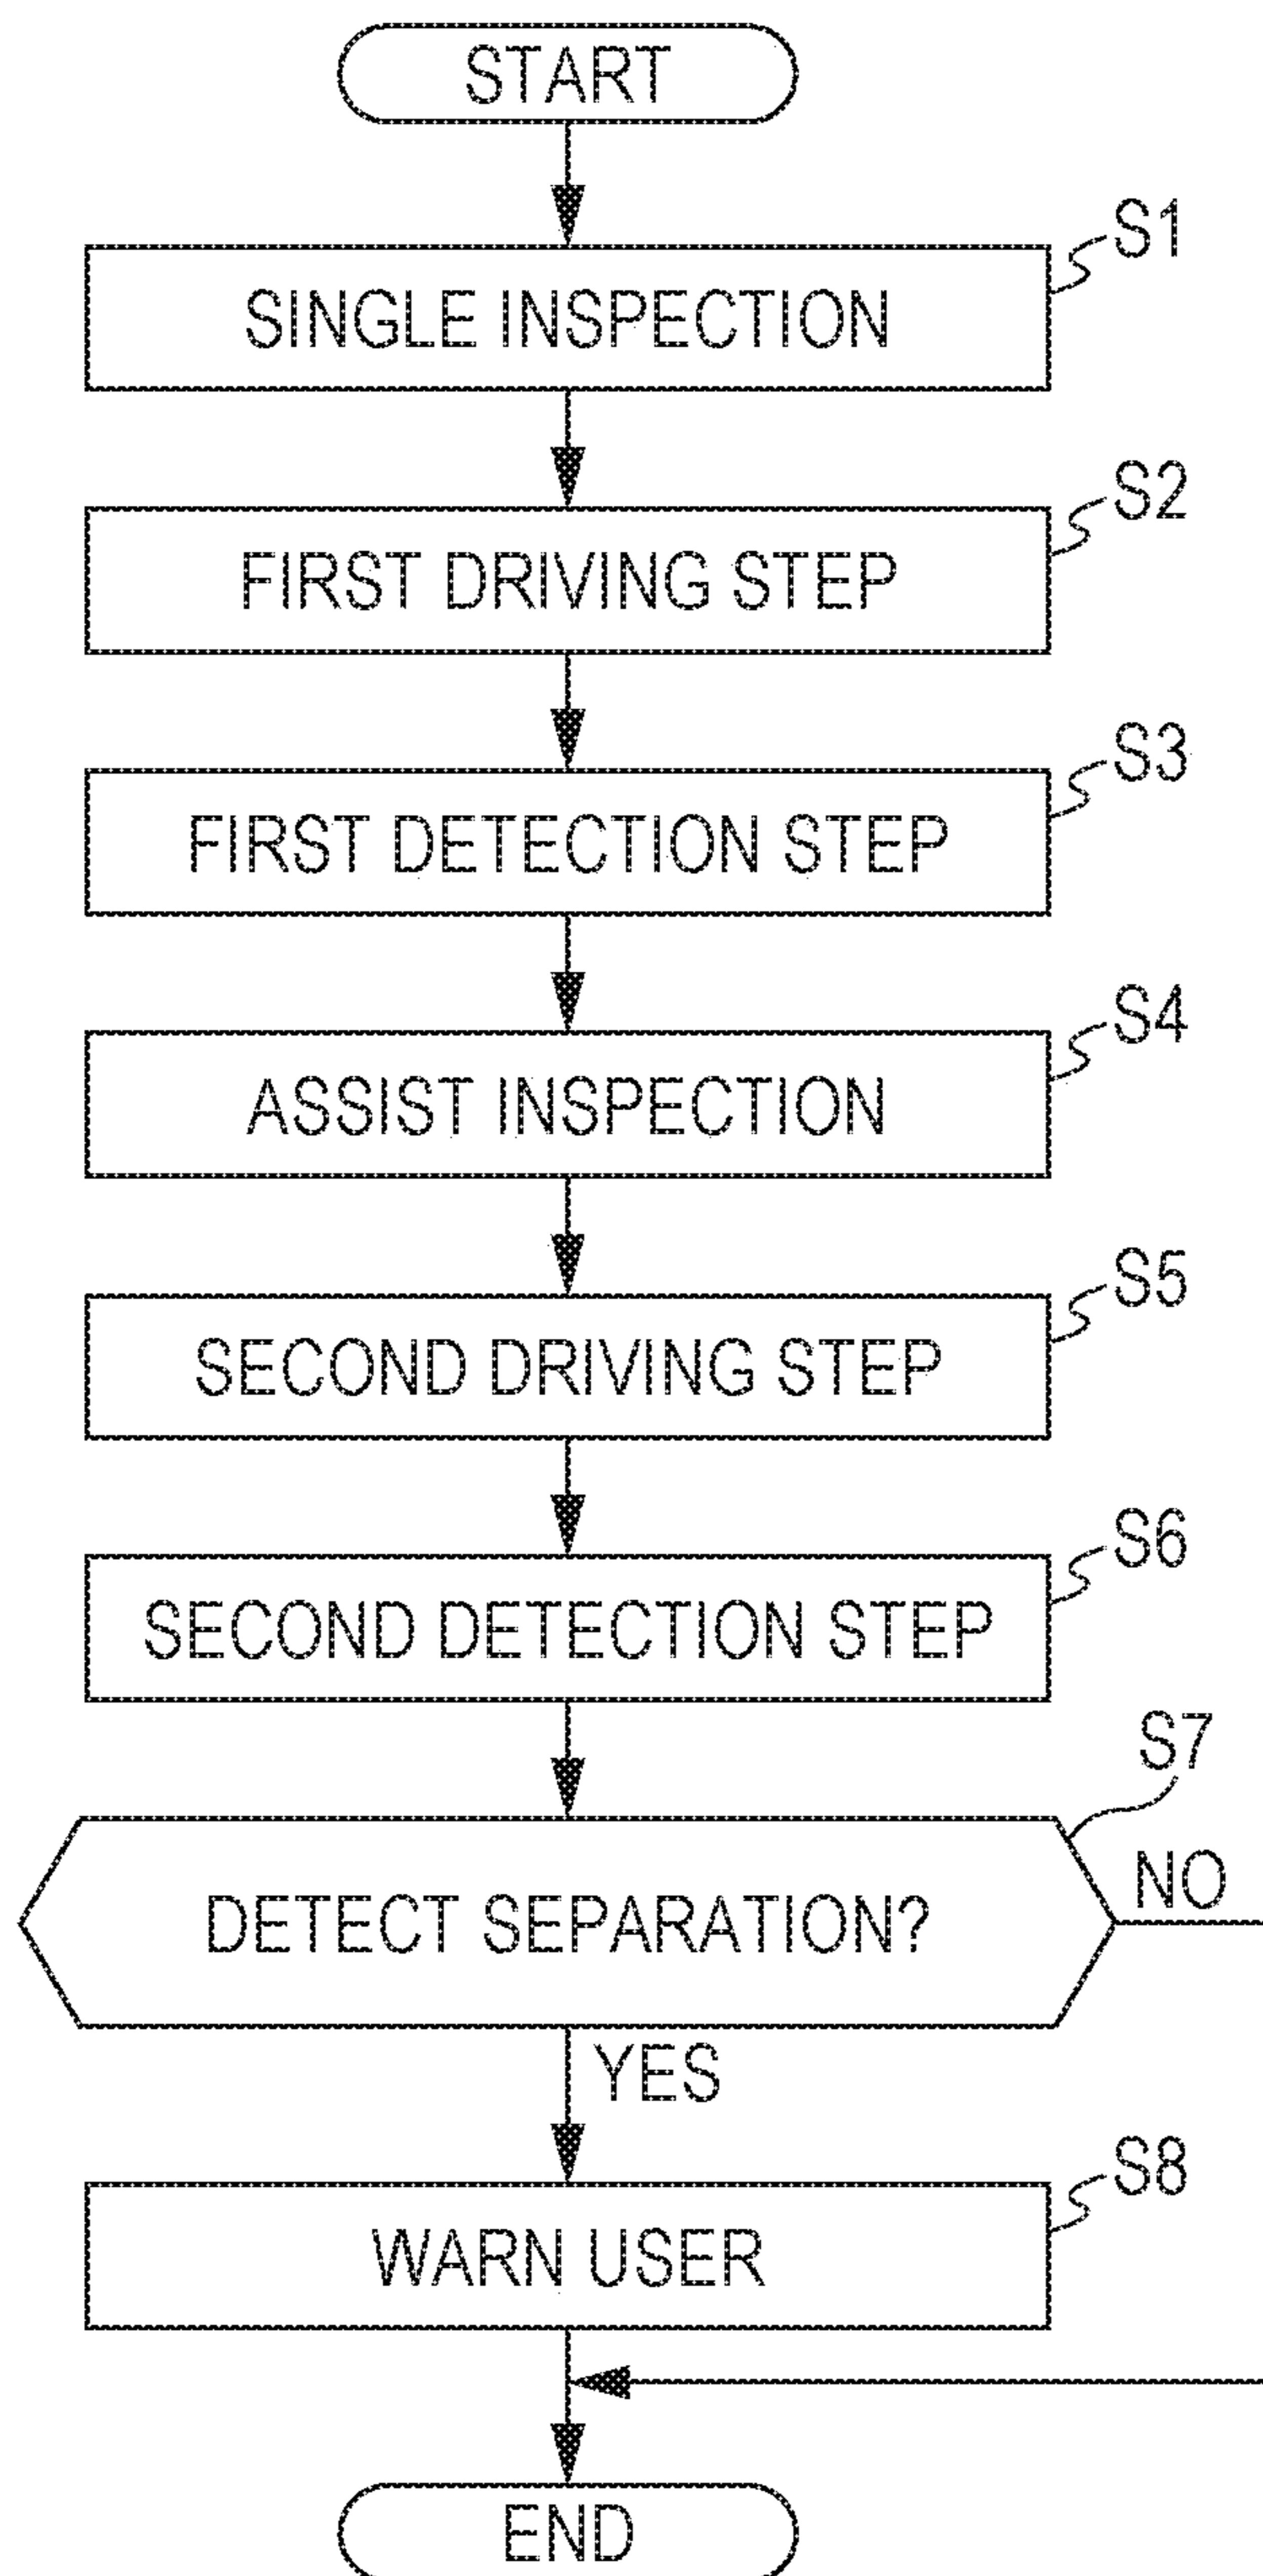 START
S1
SINGLE INSPECTION
S2
FIRST DRIVING STEP
S3
FIRST DETECTION STEP
S4
ASSIST INSPECTION
S5
SECOND DRIVING STEP
S6
SECOND DETECTION STEP
S7
NO
DETECT SEPARATION?
YES
S8
WARN USER
END